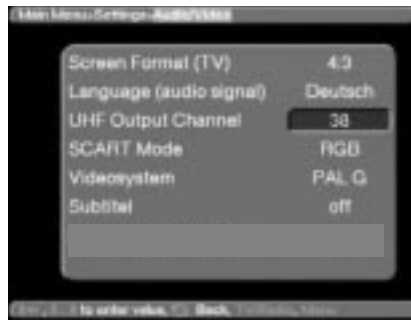 Main Menu-Settings-Audio/Video
Screen Format (TV) 4:3
Language (audio signal) Deutsch
UHF Output Channel 38
SCART Mode RGB
Videosystem PAL G
Subtitel off
to enter value, Back,